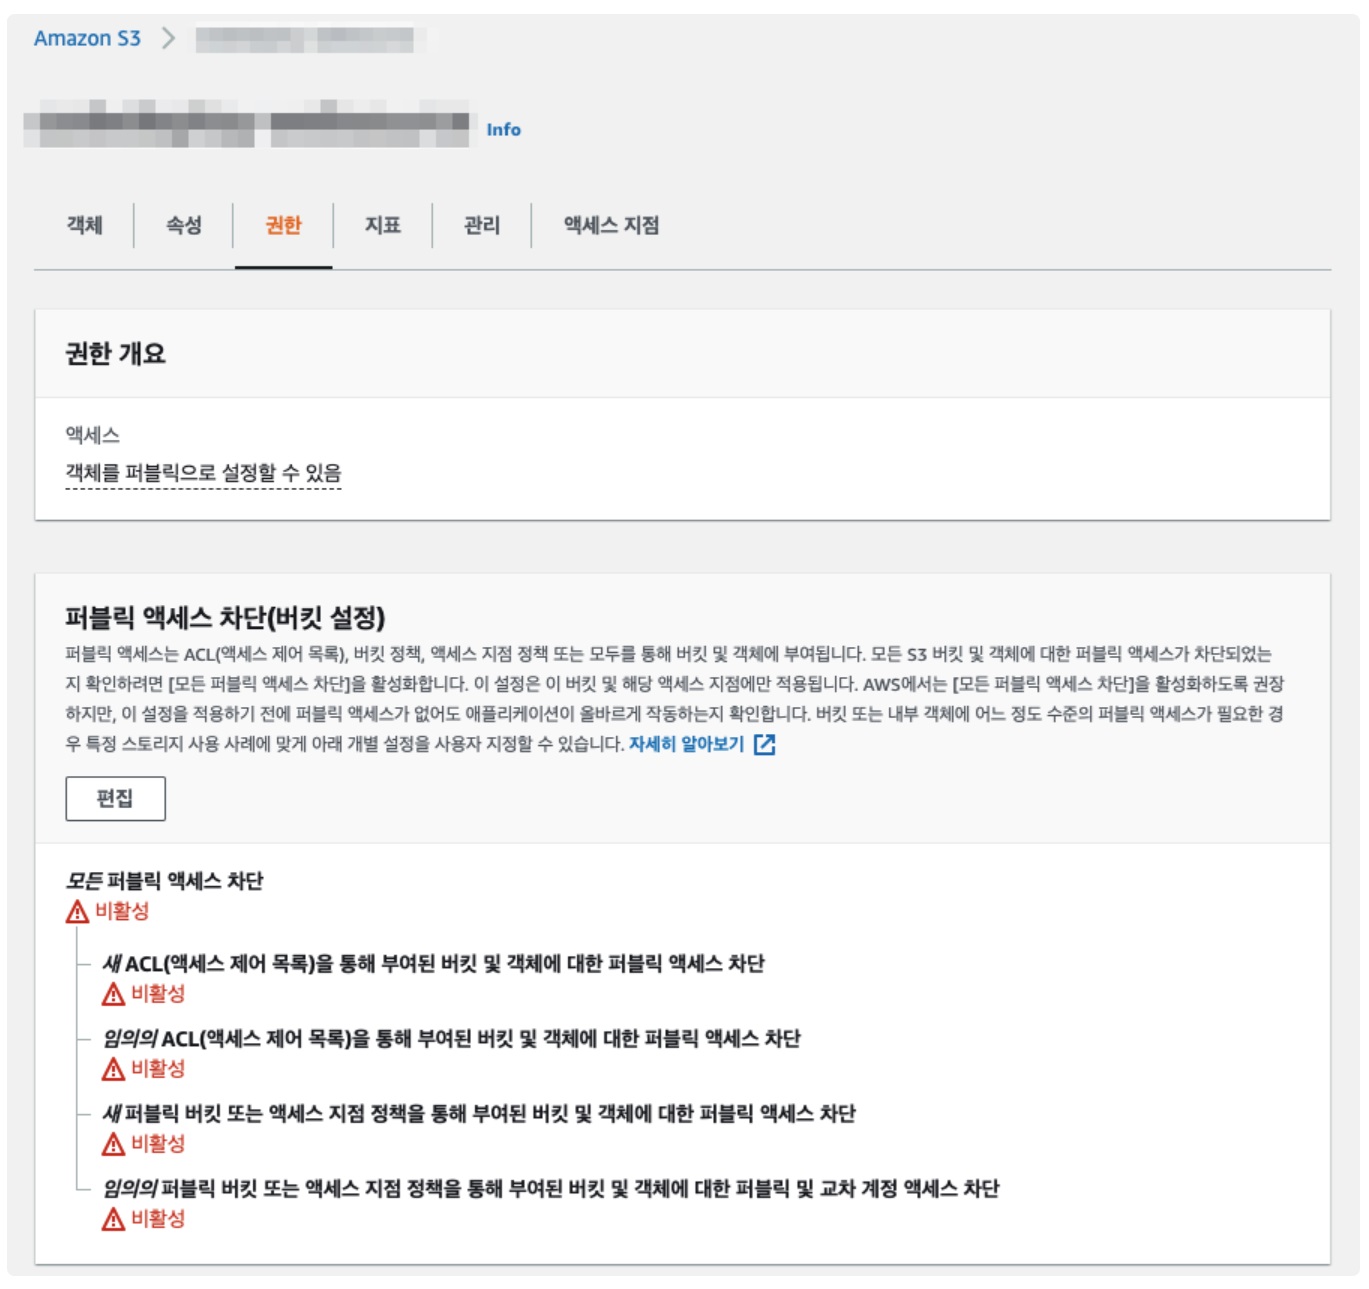 Amazon S3
Info
객체 속성 권한 지표 관리 액세스 지점
권한 개요
액세스
객체를 퍼블릭으로 설정할 수 있음
퍼블릭 액세스 차단(버킷 설정)
퍼블릭 액세스는 ACL(액세스 제어 목록), 버킷 정책, 액세스 지점 정책 또는 모두를 통해 버킷 및 객체에 부여됩니다. 모든 S3 버킷 및 객체에 대한 퍼블릭 액세스가 차단되었는
지 확인하려면 [모든 퍼블릭 액세스 차단]을 활성화합니다. 이 설정은 이 버킷 및 해당 액세스 지점에만 적용됩니다. AWS에서는 [모든 퍼블릭 액세스 차단]을 활성화하도록 권장
하지만, 이 설정을 적용하기 전에 퍼블릭 액세스가 없어도 애플리케이션이 올바르게 작동하는지 확인합니다. 버킷 또는 내부 객체에 어느 정도 수준의 퍼블릭 액세스가 필요한 경
우 특정 스토리지 사용 사례에 맞게 아래 개별 설정을 사용자 지정할 수 있습니다. 자세히 알아보기
편집
모든 퍼블릭 액세스 차단
비활성
새 ACL(액세스 제어 목록)을 통해 부여된 버킷 및 객체에 대한 퍼블릭 액세스 차단
비활성
임의의 ACL(액세스 제어 목록)을 통해 부여된 버킷 및 객체에 대한 퍼블릭 액세스 차단
비활성
새 퍼블릭 버킷 또는 액세스 지점 정책을 통해 부여된 버킷 및 객체에 대한 퍼블릭 액세스 차단
비활성
임의의 퍼블릭 버킷 또는 액세스 지점 정책을 통해 부여된 버킷 및 객체에 대한 퍼블릭 및 교차 계정 액세스 차단
비활성